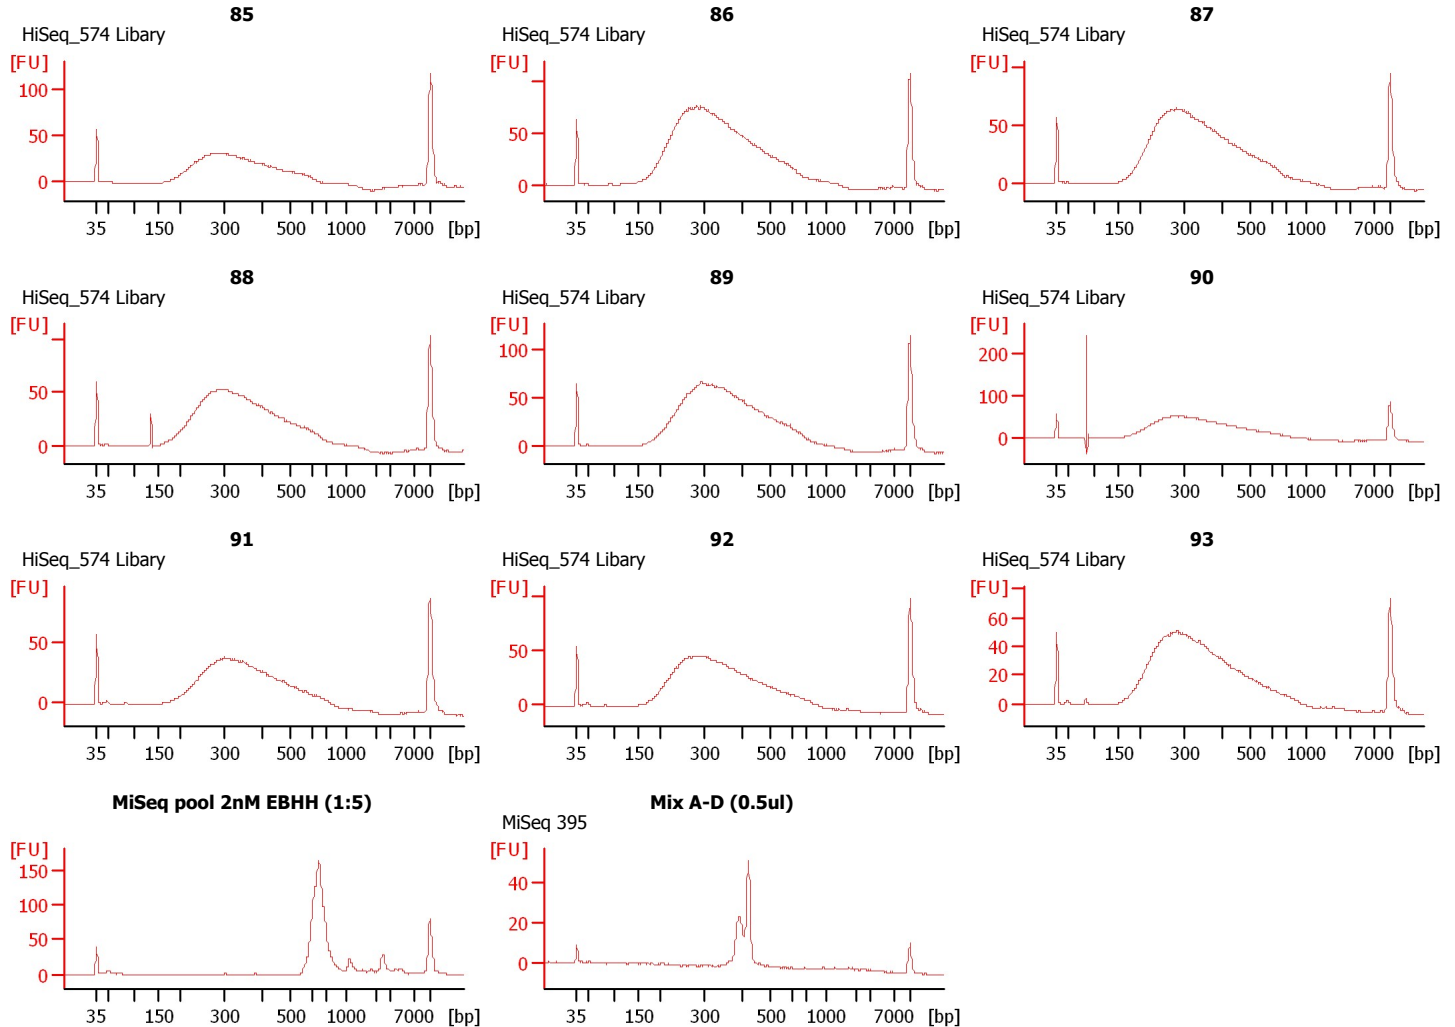 85
HiSeq_574 Libary
[FU]
100
50
0
35 150 300 500 1000 7000 [bp]
86
HiSeq_574 Libary
[FU]
50
0
35 150 300 500 1000 7000 [bp]
87
HiSeq_574 Libary
[FU]
50
0
35 150 300 500 1000 7000 [bp]
88
HiSeq_574 Libary
[FU]
50
0
35 150 300 500 1000 7000 [bp]
89
HiSeq_574 Libary
[FU]
100
50
0
35 150 300 500 1000 7000 [bp]
90
HiSeq_574 Libary
[FU]
200
100
0
35 150 300 500 1000 7000 [bp]
91
HiSeq_574 Libary
[FU]
50
0
35 150 300 500 1000 7000 [bp]
92
HiSeq_574 Libary
[FU]
50
0
35 150 300 500 1000 7000 [bp]
93
HiSeq_574 Libary
[FU]
60
40
20
0
35 150 300 500 1000 7000 [bp]
MiSeq pool 2nM EBHH (1:5)
[FU]
150
100
50
0
35 150 300 500 1000 7000 [bp]
Mix A-D (0.5ul)
MiSeq 395
[FU]
40
20
0
35 150 300 500 1000 7000 [bp]